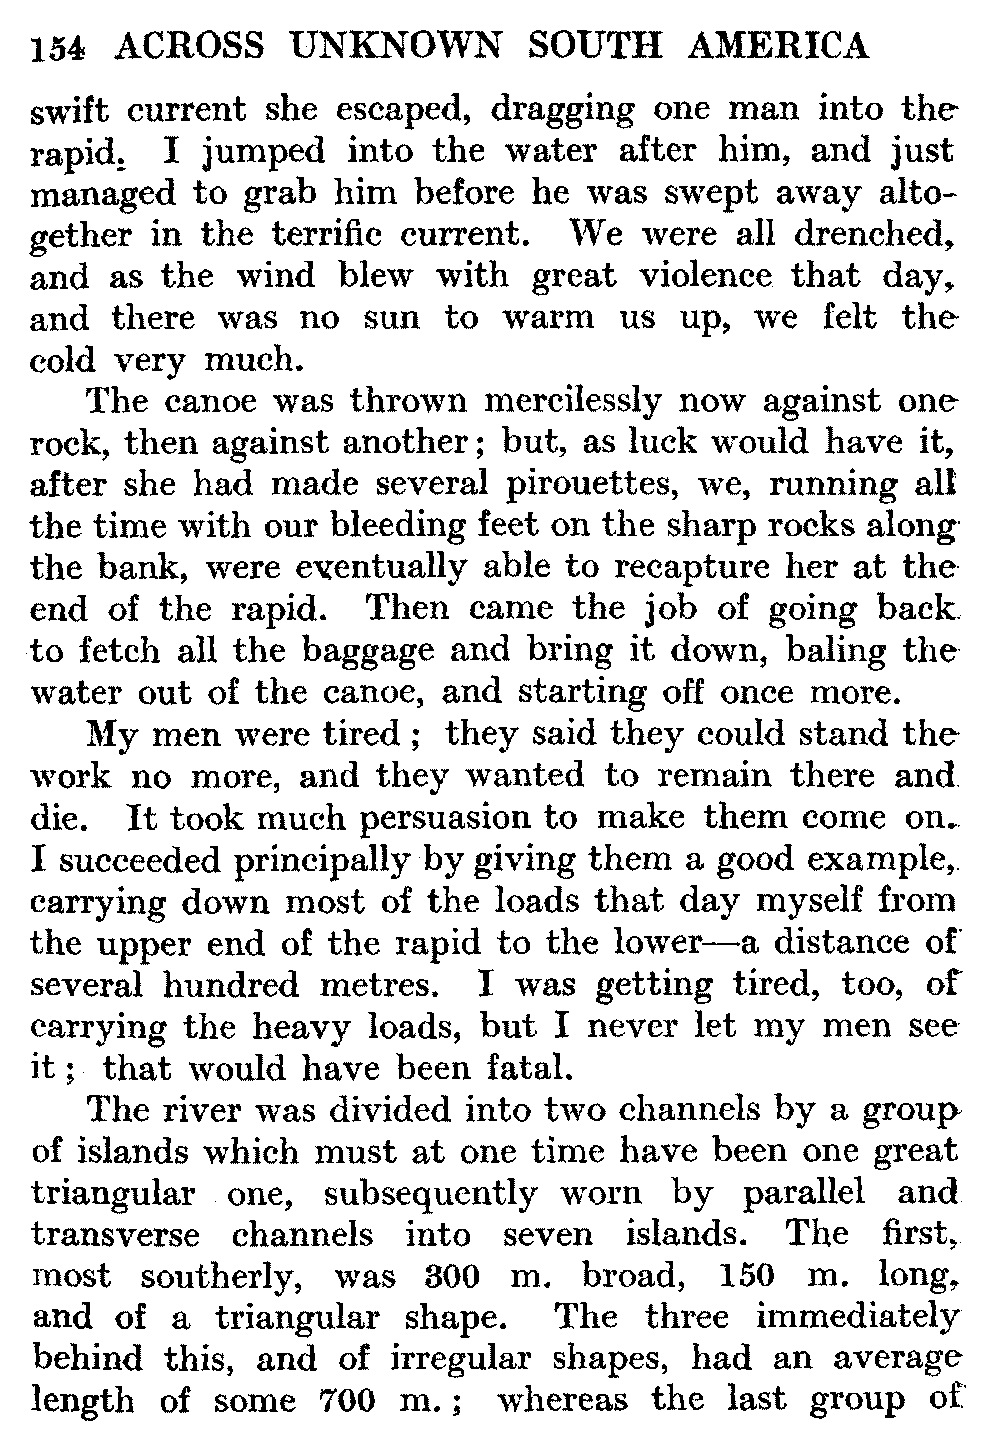 154 ACROSS UNKNOWN SOUTH AMERICA
swift current she escaped, dragging one man into the
rapid. I jumped into the water after him, and just
managed to grab him before he was swept away alto-
gether in the terrific current. We were all drenched,
and as the wind blew with great violence that day,
and there was no sun to warm us up, we felt the
cold very much.
The canoe was thrown mercilessly now against one
rock, then against another; but, as luck would have it,
after she had made several pirouettes, we, running all
the time with our bleeding feet on the sharp rocks along
the bank, were eventually able to recapture her at the
end of the rapid. Then came the job of going back
to fetch all the baggage and bring it down, baling the
water out of the canoe, and starting off once more.
My men were tired; they said they could stand the
work no more, and they wanted to remain there and
die. It took much persuasion to make them come on.
I succeeded principally by giving them a good example,
carrying down most of the loads that day myself from
the upper end of the rapid to the lower—a distance of
several hundred metres. I was getting tired, too, of
carrying the heavy loads, but I never let my men see
it; that would have been fatal.
The river was divided into two channels by a group
of islands which must at one time have been one great
triangular one, subsequently worn by parallel and
transverse channels into seven islands. The first,
most southerly, was 300 m. broad, 150 m. long,
and of a triangular shape. The three immediately
behind this, and of irregular shapes, had an average
length of some 700 m.; whereas the last group of